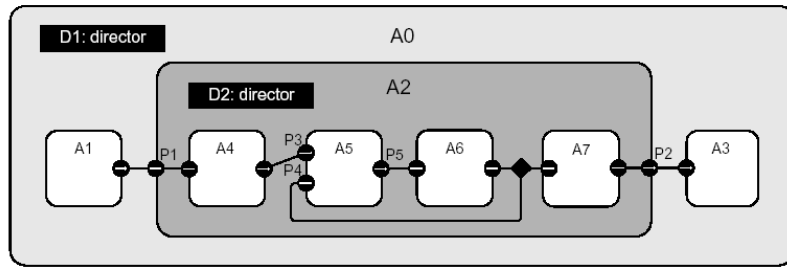 D1: director
A0
D2: director
A2
A1
P1
A4
P3
P4
A5
P5
A6
A7
P2
A3